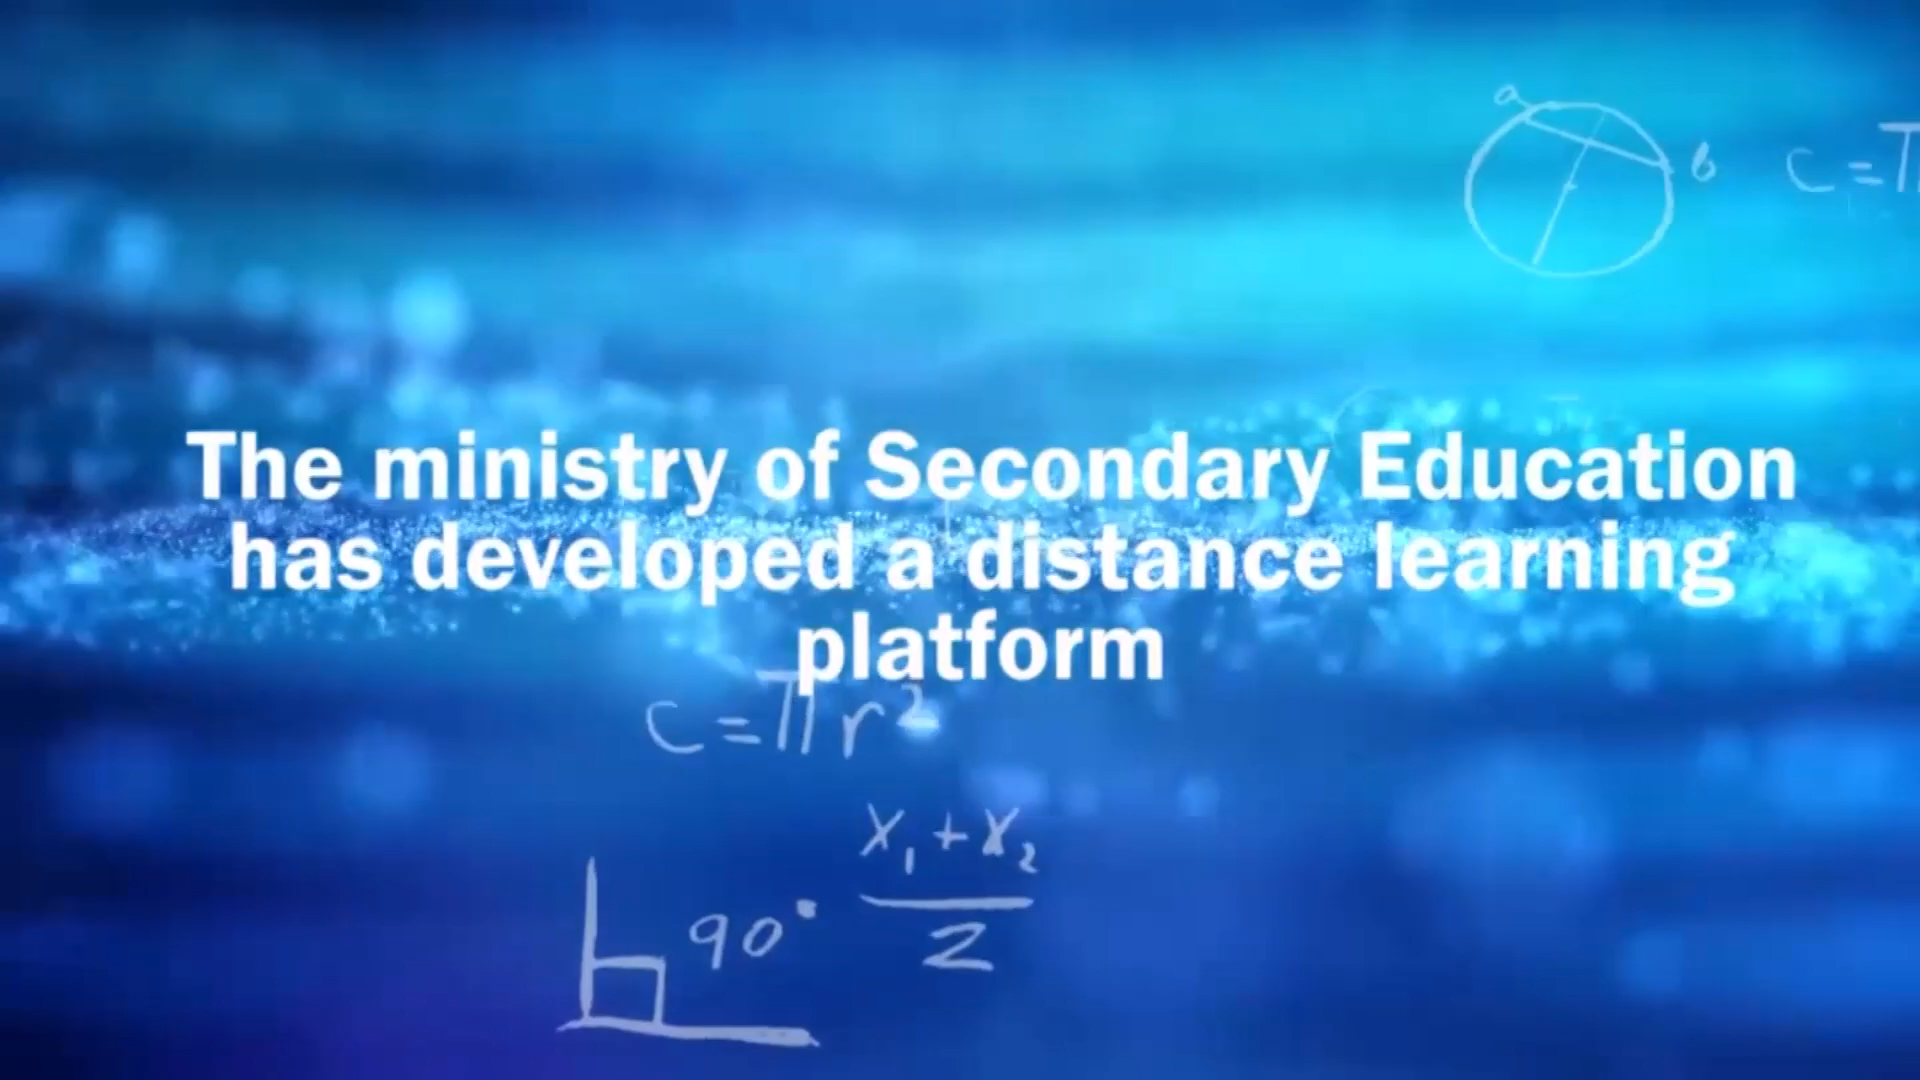 a
b c = π
The ministry of Secondary Education
has developed a distance learning
platform
c = πr²
x₁ + x₂
90°
2